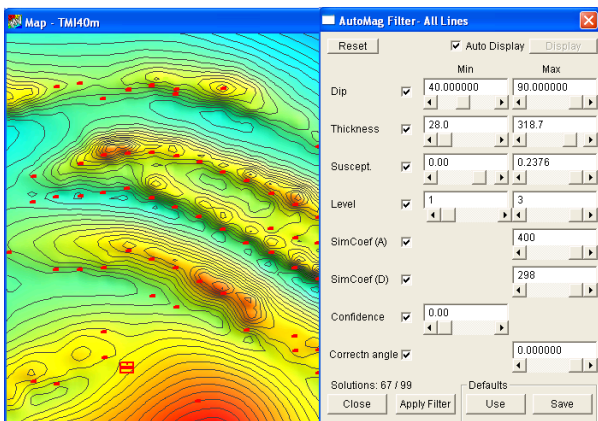 Map - TMI40m
AutoMag Filter- All Lines
Reset
Auto Display
Display
Min
Max
Dip
40.000000
90.000000
Thickness
28.0
318.7
Suscept.
0.00
0.2376
Level
1
3
SimCoef (A)
400
SimCoef (D)
298
Confidence
0.00
Correctn angle
0.000000
Solutions: 67 / 99
Defaults
Close
Apply Filter
Use
Save